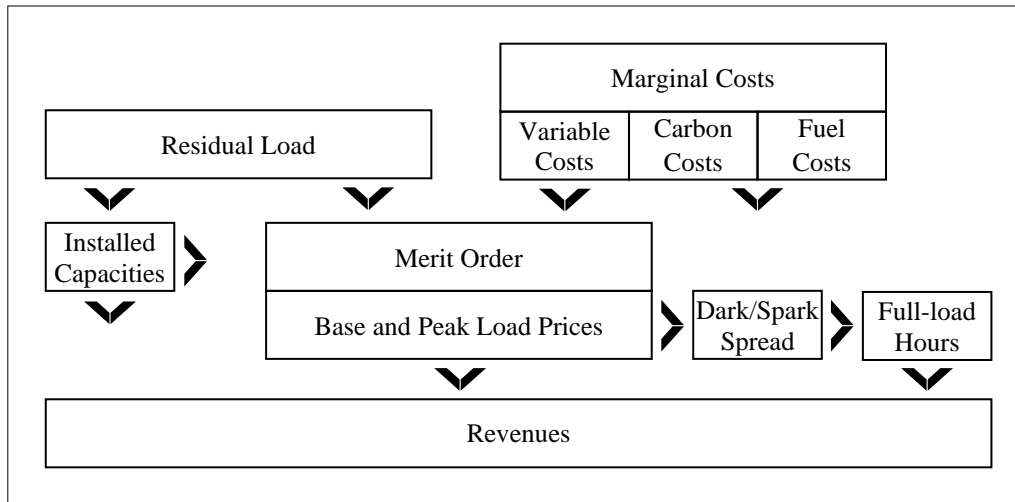 Marginal Costs
Residual Load
Variable
Costs
Carbon
Costs
Fuel
Costs
Installed
Capacities
Merit Order
Base and Peak Load Prices
Dark/Spark
Spread
Full-load
Hours
Revenues